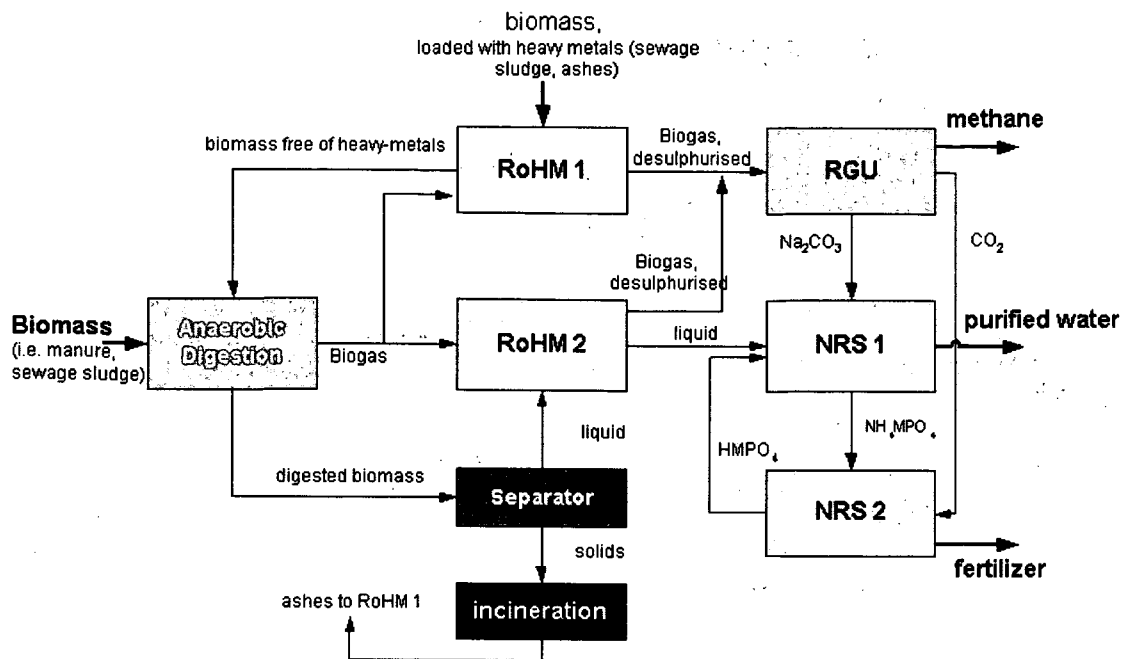 biomass,
loaded with heavy metals (sewage
sludge, ashes)
methane
biomass free of heavy-metals
RoHM 1
Biogas,
desulphurised
RGU
Na₂CO₃
CO₂
Biogas,
desulphurised
Biomass
(i.e. manure,
sewage sludge)
Anaerobic
Digestion
Biogas
RoHM 2
liquid
NRS 1
purified water
liquid
HMPO₄
NH₄MPO₄
digested biomass
Separator
NRS 2
solids
fertilizer
ashes to RoHM 1
incineration